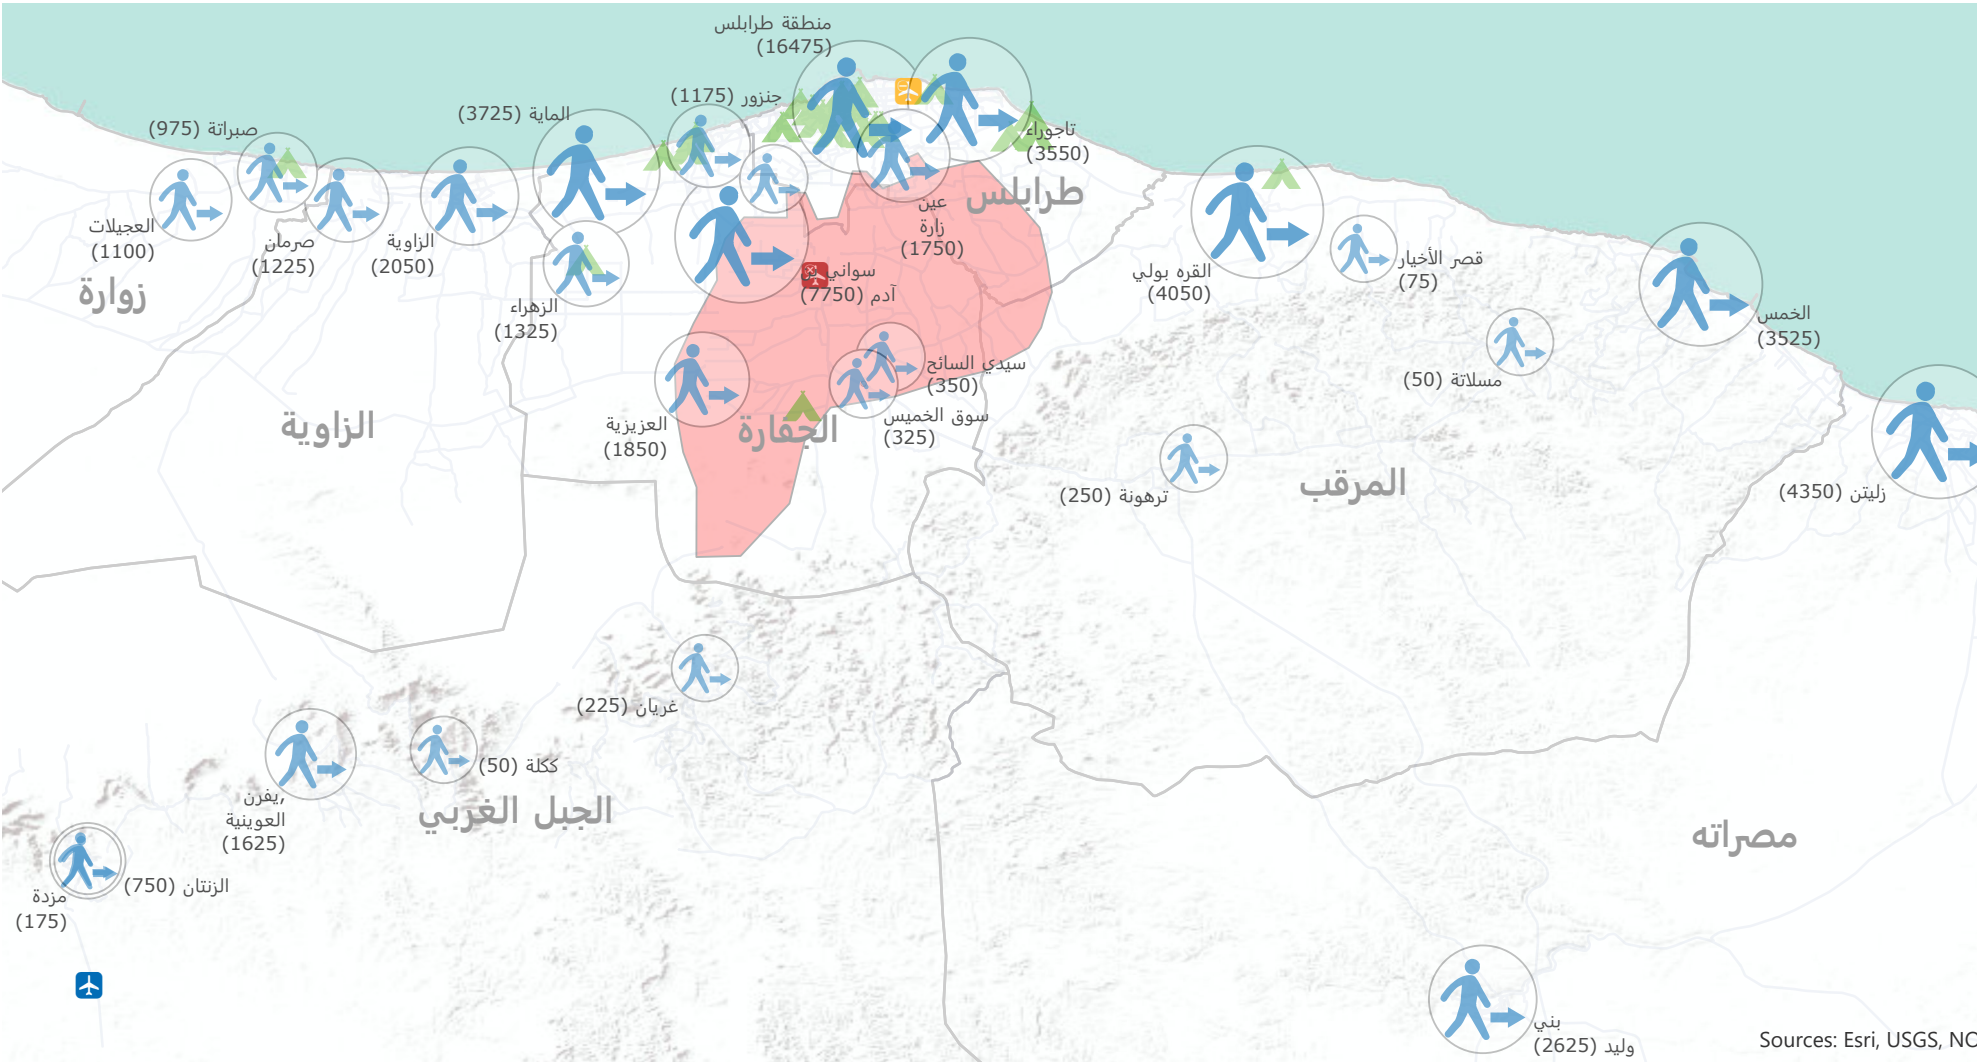 منطقة طرابلس
(16475)
جنزور (1175)
الماية (3725)
صبراتة (975)
تاجوراء
(3550)
طرابلس
عين
زارة
(1750)
العجيلات
(1100)
صرمان
(1225)
الزاوية
(2050)
زوارة
الزهراء
(1325)
سواني بن
آدم (7750)
القره بولي
(4050)
قصر الأخيار
(75)
الخمس
(3525)
سيدي السائح
(350)
مسلاتة (50)
سوق الخميس
(325)
العزيزية
(1850)
الجفارة
الزاوية
المرقب
ترهونة (250)
زليتن (4350)
غريان (225)
ككلة (50)
يفرن,
العوينية
(1625)
الجبل الغربي
مصراته
الزنتان (750)
مزدة
(175)
بني
وليد (2625)
Sources: Esri, USGS, NO